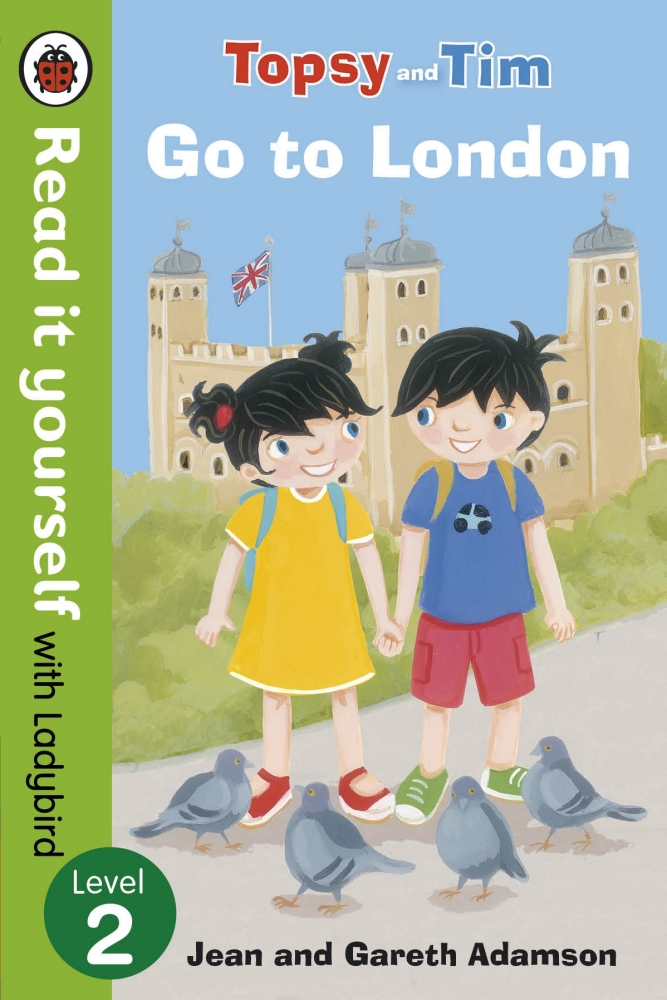 Topsy and Tim
Go to London
Read it yourself with Ladybird
Level
2
Jean and Gareth Adamson